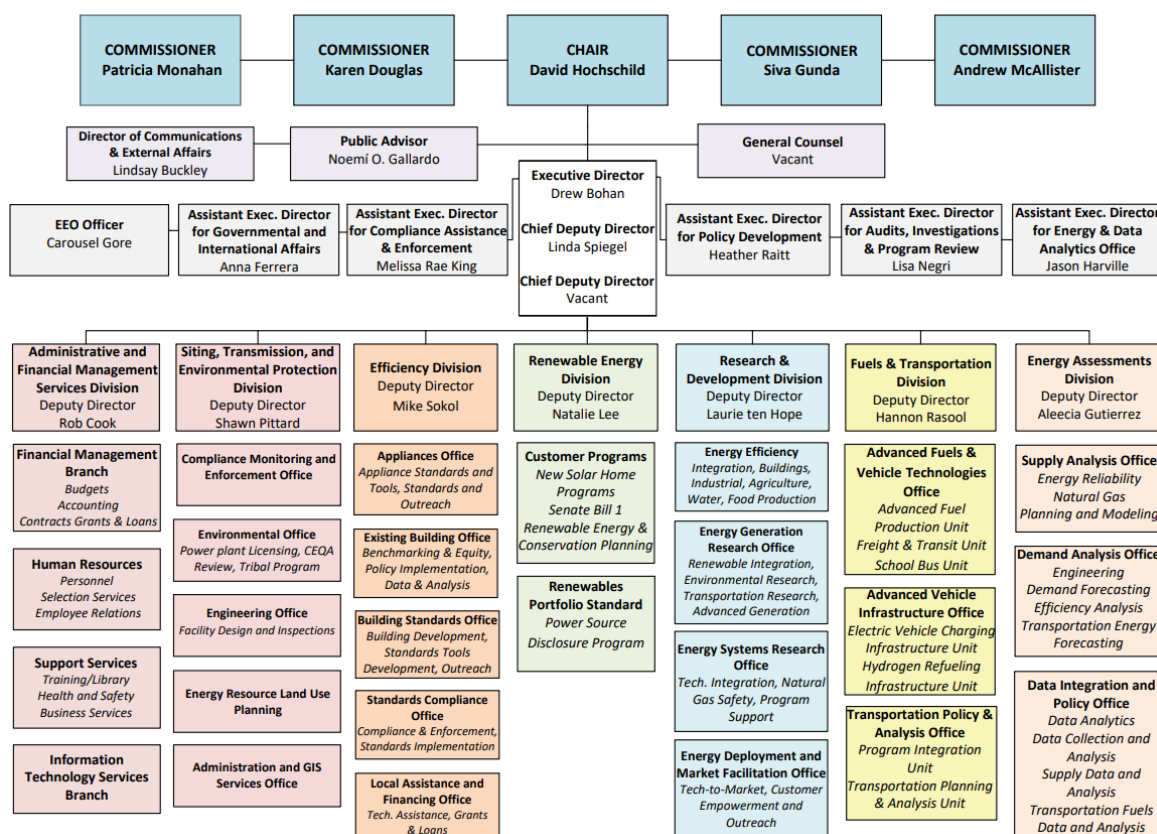 COMMISSIONER
Patricia Monahan
COMMISSIONER
Karen Douglas
CHAIR
David Hochschild
COMMISSIONER
Siva Gunda
COMMISSIONER
Andrew McAllister
Director of Communications
& External Affairs
Lindsay Buckley
Public Advisor
Noemí O. Gallardo
General Counsel
Vacant
Executive Director
Drew Bohan
Chief Deputy Director
Linda Spiegel
Chief Deputy Director
Vacant
EEO Officer
Carousel Gore
Assistant Exec. Director
for Governmental and
International Affairs
Anna Ferrera
Assistant Exec. Director
for Compliance Assistance
& Enforcement
Melissa Rae King
Assistant Exec. Director
for Policy Development
Heather Raitt
Assistant Exec. Director
for Audits, Investigations
& Program Review
Lisa Negri
Assistant Exec. Director
for Energy & Data
Analytics Office
Jason Harville
Administrative and
Financial Management
Services Division
Deputy Director
Rob Cook
Financial Management
Branch
Budgets
Accounting
Contracts Grants & Loans
Human Resources
Personnel
Selection Services
Employee Relations
Support Services
Training/Library
Health and Safety
Business Services
Information
Technology Services
Branch
Siting, Transmission, and
Environmental Protection
Division
Deputy Director
Shawn Pittard
Compliance Monitoring and
Enforcement Office
Environmental Office
Power plant Licensing, CEQA
Review, Tribal Program
Engineering Office
Facility Design and Inspections
Energy Resource Land Use
Planning
Administration and GIS
Services Office
Efficiency Division
Deputy Director
Mike Sokol
Appliances Office
Appliance Standards and
Tools, Standards and
Outreach
Existing Building Office
Benchmarking & Equity,
Policy Implementation,
Data & Analysis
Building Standards Office
Building Development,
Standards Tools
Development, Outreach
Standards Compliance
Office
Compliance & Enforcement,
Standards Implementation
Local Assistance and
Financing Office
Tech. Assistance, Grants
& Loans
Renewable Energy
Division
Deputy Director
Natalie Lee
Customer Programs
New Solar Home
Programs
Senate Bill 1
Renewable Energy &
Conservation Planning
Renewables
Portfolio Standard
Power Source
Disclosure Program
Research &
Development Division
Deputy Director
Laurie ten Hope
Energy Efficiency
Integration, Buildings,
Industrial, Agriculture,
Water, Food Production
Energy Generation
Research Office
Renewable Integration,
Environmental Research,
Transportation Research,
Advanced Generation
Energy Systems Research
Office
Tech. Integration, Natural
Gas Safety, Program
Support
Energy Deployment and
Market Facilitation Office
Tech-to-Market, Customer
Empowerment and
Outreach
Fuels & Transportation
Division
Deputy Director
Hannon Rasool
Advanced Fuels &
Vehicle Technologies
Office
Advanced Fuel
Production Unit
Freight & Transit Unit
School Bus Unit
Advanced Vehicle
Infrastructure Office
Electric Vehicle Charging
Infrastructure Unit
Hydrogen Refueling
Infrastructure Unit
Transportation Policy &
Analysis Office
Program Integration
Unit
Transportation Planning
& Analysis Unit
Energy Assessments
Division
Deputy Director
Aleecia Gutierrez
Supply Analysis Office
Energy Reliability
Natural Gas
Planning and Modeling
Demand Analysis Office
Engineering
Demand Forecasting
Efficiency Analysis
Transportation Energy
Forecasting
Data Integration and
Policy Office
Data Analytics
Data Collection and
Analysis
Supply Data and
Analysis
Transportation Fuels
Data and Analysis